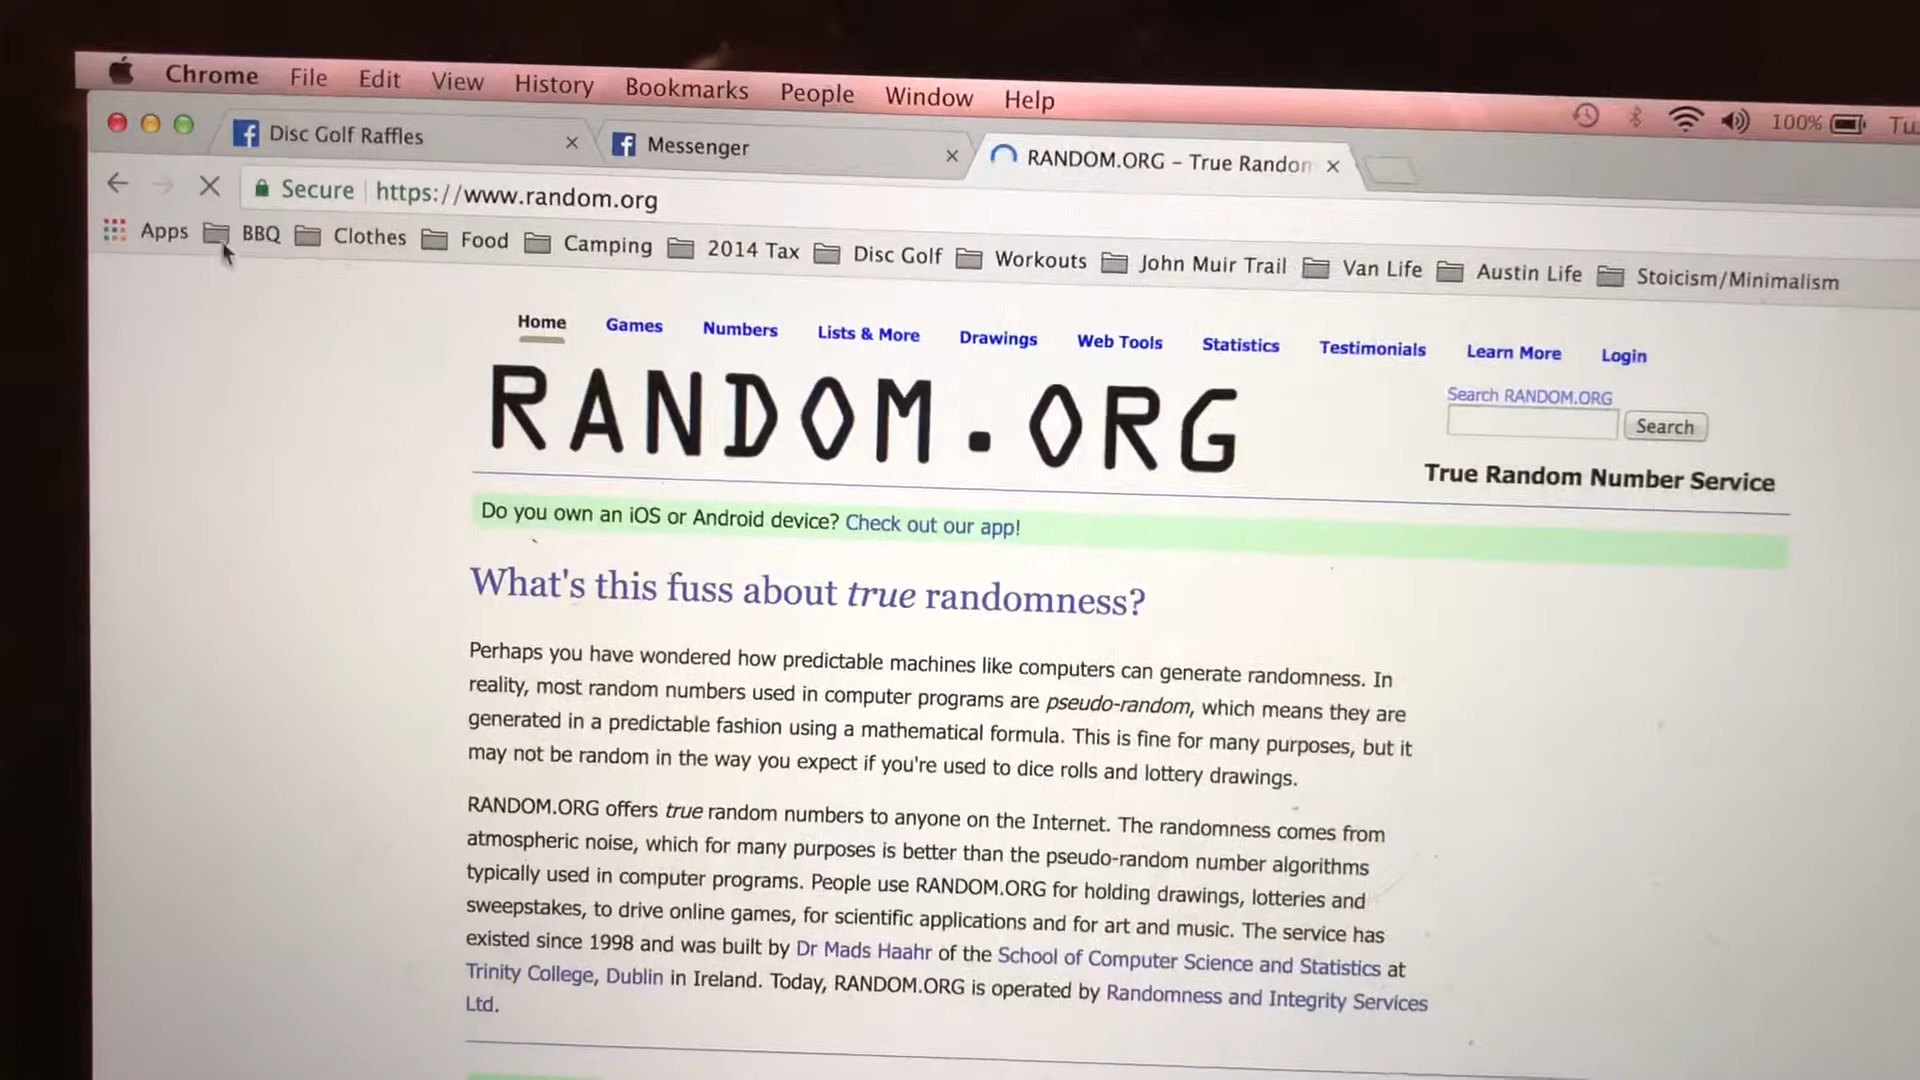 Chrome File Edit View History Bookmarks People Window Help 100% Tu
Disc Golf Raffles Messenger RANDOM.ORG - True Random
Secure https://www.random.org
Apps BBQ Clothes Food Camping 2014 Tax Disc Golf Workouts John Muir Trail Van Life Austin Life Stoicism/Minimalism
Home Games Numbers Lists & More Drawings Web Tools Statistics Testimonials Learn More Login
RANDOM.ORG
Search RANDOM.ORG
Search
True Random Number Service
Do you own an iOS or Android device? Check out our app!
What's this fuss about true randomness?
Perhaps you have wondered how predictable machines like computers can generate randomness. In
reality, most random numbers used in computer programs are pseudo-random, which means they are
generated in a predictable fashion using a mathematical formula. This is fine for many purposes, but it
may not be random in the way you expect if you're used to dice rolls and lottery drawings.
RANDOM.ORG offers true random numbers to anyone on the Internet. The randomness comes from
atmospheric noise, which for many purposes is better than the pseudo-random number algorithms
typically used in computer programs. People use RANDOM.ORG for holding drawings, lotteries and
sweepstakes, to drive online games, for scientific applications and for art and music. The service has
existed since 1998 and was built by Dr Mads Haahr of the School of Computer Science and Statistics at
Trinity College, Dublin in Ireland. Today, RANDOM.ORG is operated by Randomness and Integrity Services
Ltd.